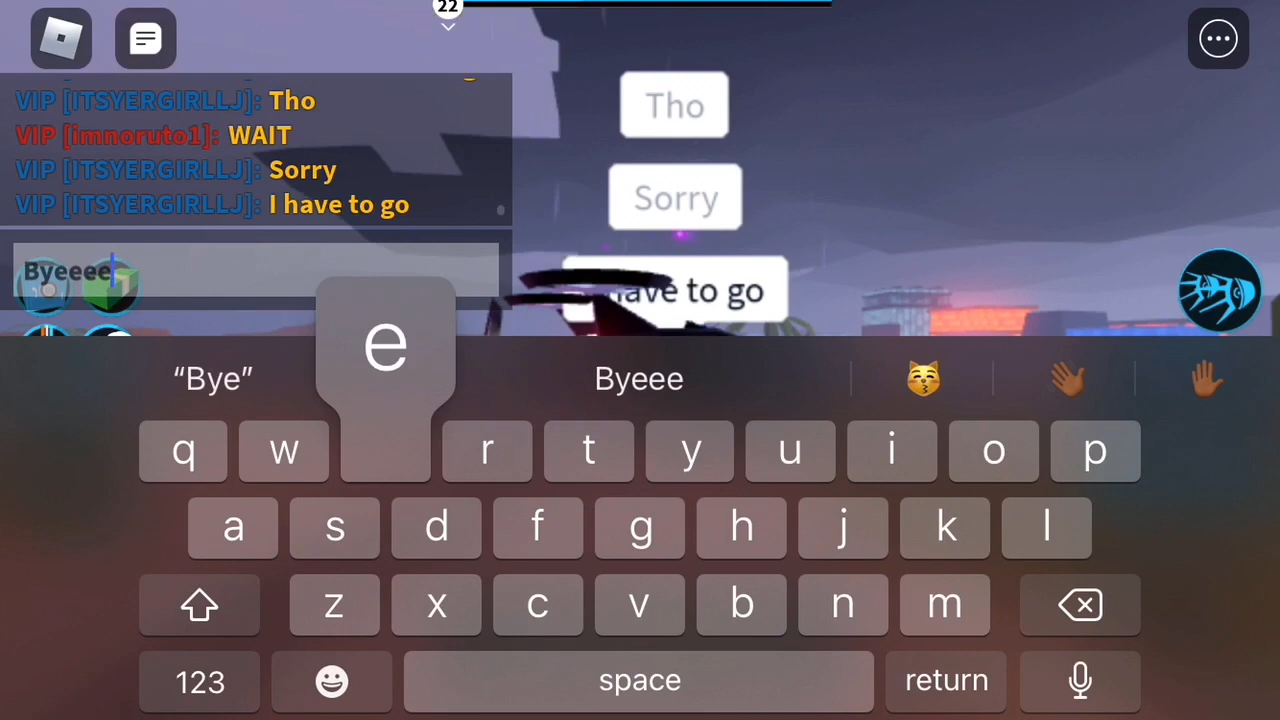 22
VIP [ITSYERGIRLLJ]: Tho
VIP [imnoruto1]: WAIT
VIP [ITSYERGIRLLJ]: Sorry
VIP [ITSYERGIRLLJ]: I have to go
Byeeee
Tho
Sorry
have to go
e
“Bye”
Byeee
q w r t y u i o p
a s d f g h j k l
z x c v b n m
123 space return